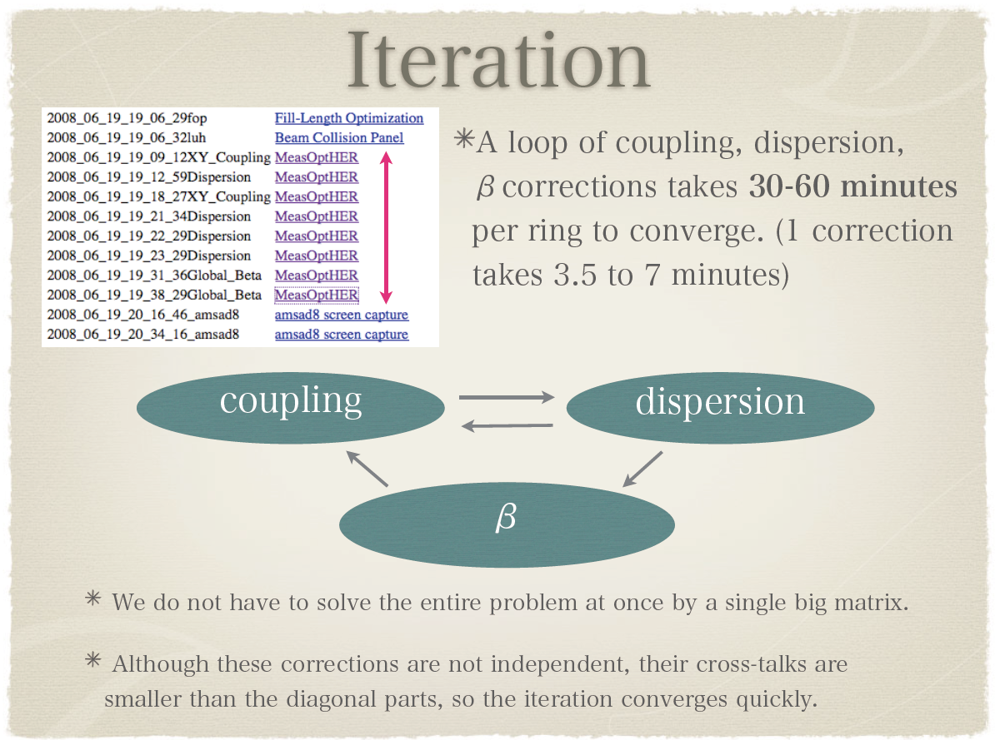 Iteration
2008_06_19_19_06_29fop Fill-Length Optimization
2008_06_19_19_06_32luh Beam Collision Panel
2008_06_19_19_09_12XY_Coupling MeasOptHER
2008_06_19_19_12_59Dispersion MeasOptHER
2008_06_19_19_18_27XY_Coupling MeasOptHER
2008_06_19_19_21_34Dispersion MeasOptHER
2008_06_19_19_22_29Dispersion MeasOptHER
2008_06_19_19_23_29Dispersion MeasOptHER
2008_06_19_19_31_36Global_Beta MeasOptHER
2008_06_19_19_38_29Global_Beta MeasOptHER
2008_06_19_20_16_46_amsad8 amsad8 screen capture
2008_06_19_20_34_16_amsad8 amsad8 screen capture
✳A loop of coupling, dispersion,
β corrections takes 30-60 minutes
per ring to converge. (1 correction
takes 3.5 to 7 minutes)
coupling
dispersion
β
✳ We do not have to solve the entire problem at once by a single big matrix.
✳ Although these corrections are not independent, their cross-talks are
smaller than the diagonal parts, so the iteration converges quickly.